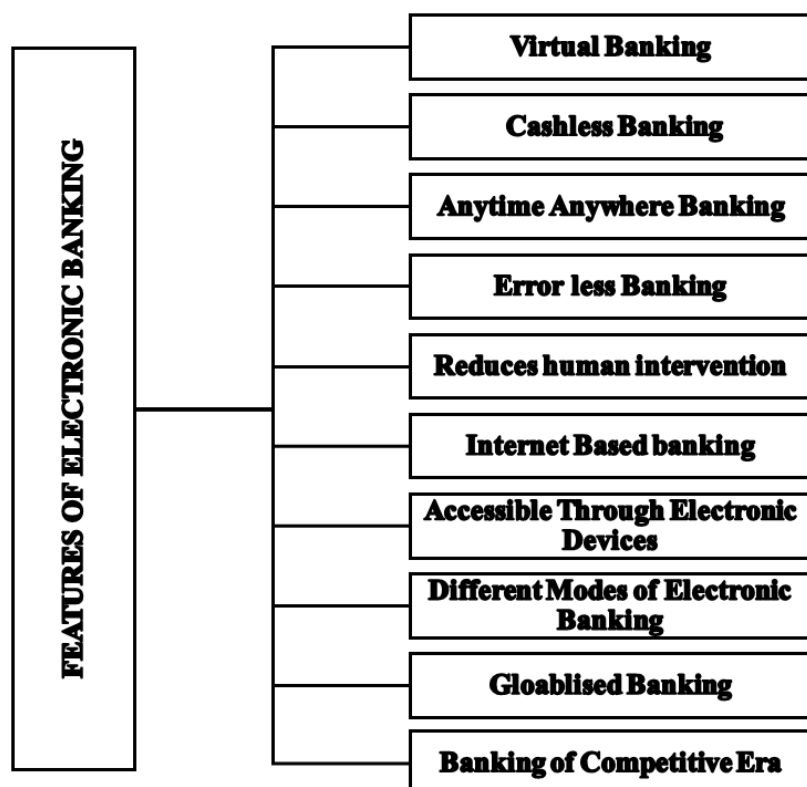 FEATURES OF ELECTRONIC BANKING
Virtual Banking
Cashless Banking
Anytime Anywhere Banking
Error less Banking
Reduces human intervention
Internet Based banking
Accessible Through Electronic
Devices
Different Modes of Electronic
Banking
Gloablised Banking
Banking of Competitive Era